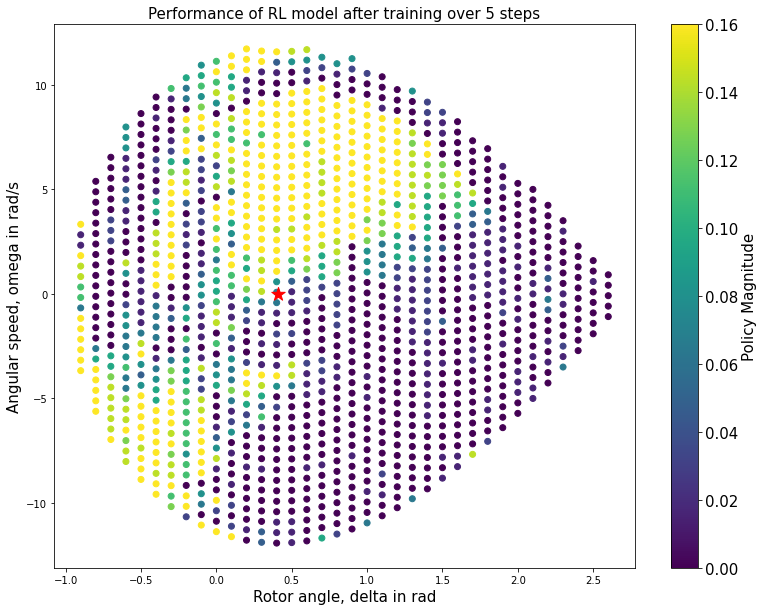 Performance of RL model after training over 5 steps
Angular speed, omega in rad/s
10
5
0
−5
−10
−1.0 −0.5 0.0 0.5 1.0 1.5 2.0 2.5
Rotor angle, delta in rad
0.16
0.14
0.12
0.10
0.08
0.06
0.04
0.02
0.00
Policy Magnitude